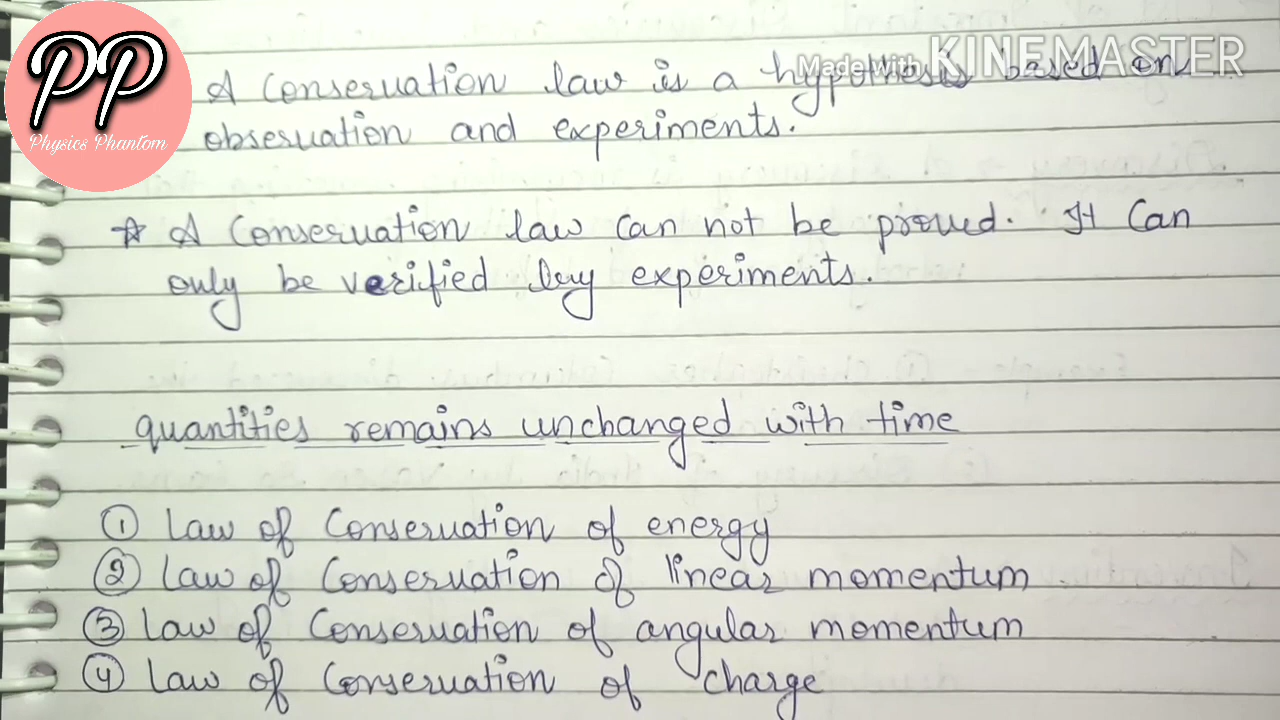 PP
Physics Phantom
Made With KINEMASTER
A Conservation law is a hypothesis based on
observation and experiments.
☆ A Conservation law can not be proved. It can
only be verified by experiments.
quantities remains unchanged with time
① Law of Conservation of energy
② Law of Conservation of linear momentum
③ Law of Conservation of angular momentum
④ Law of Conservation of charge